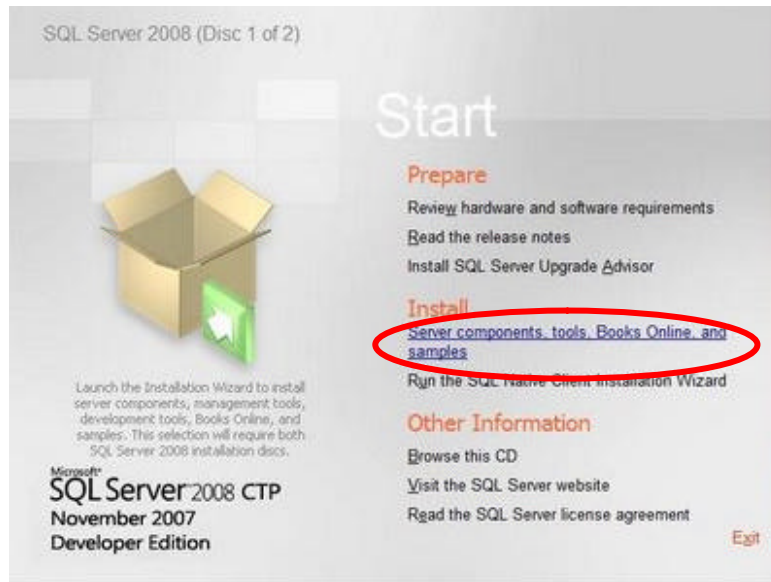 SQL Server 2008 (Disc 1 of 2)
Start
Prepare
Review hardware and software requirements
Read the release notes
Install SQL Server Upgrade Advisor
Install
Server components, tools, Books Online, and
samples
Run the SQL Native Client Installation Wizard
Other Information
Browse this CD
Visit the SQL Server website
Read the SQL Server license agreement
Exit
Launch the Installation Wizard to install
server components, management tools,
development tools, Books Online, and
samples. This selection will require both
SQL Server 2008 installation discs.
Microsoft
SQL Server 2008 CTP
November 2007
Developer Edition